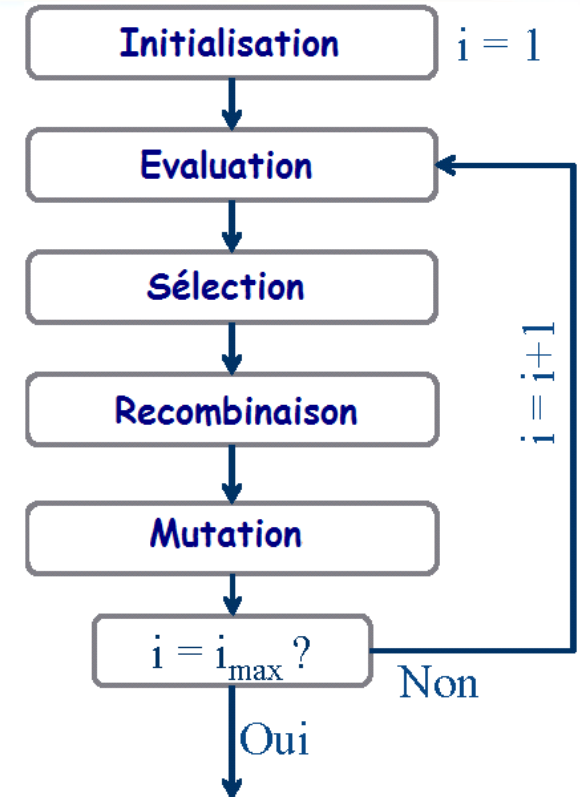 Initialisation
i = 1
Evaluation
Sélection
i = i+1
Recombinaison
Mutation
i = imax ?
Non
Oui